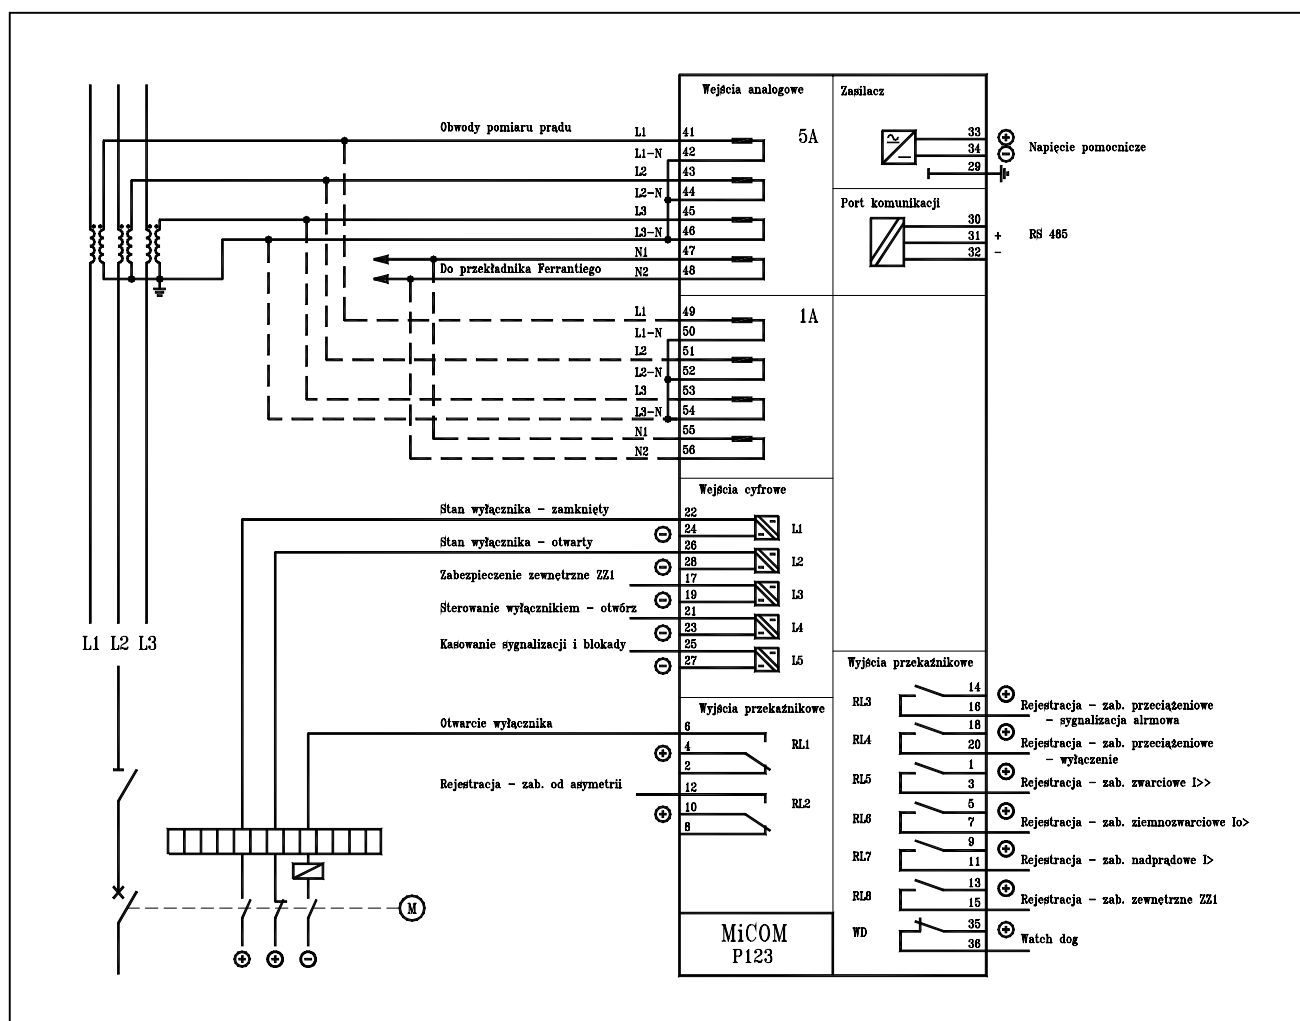 Wejścia analogowe
Zasilacz
Obwody pomiaru prądu
L1
41
5A
L1-N
42
L2
43
L2-N
44
L3
45
L3-N
46
N1
47
Do przekładnika Ferrantiego
N2
48
33
34
29
Napięcie pomocnicze
Port komunikacji
30
31
+
32
-
RS 485
L1
49
1A
L1-N
50
L2
51
L2-N
52
L3
53
L3-N
54
N1
55
N2
56
Wejścia cyfrowe
Stan wyłącznika - zamknięty
22
24
L1
Stan wyłącznika - otwarty
26
28
L2
Zabezpieczenie zewnętrzne ZZ1
17
19
L3
Sterowanie wyłącznikiem - otwórz
21
23
L4
Kasowanie sygnalizacji i blokady
25
27
L5
L1 L2 L3
Wyjścia przekaźnikowe
Otwarcie wyłącznika
6
4
2
RL1
Rejestracja - zab. od asymetrii
12
10
8
RL2
Wyjścia przekaźnikowe
RL3
14
16
Rejestracja - zab. przeciążeniowe
- sygnalizacja alrmowa
RL4
18
20
Rejestracja - zab. przeciążeniowe
- wyłączenie
RL5
1
3
Rejestracja - zab. zwarciowe I>>
RL6
5
7
Rejestracja - zab. ziemnozwarciowe Io>
RL7
9
11
Rejestracja - zab. nadprądowe I>
RL8
13
15
Rejestracja - zab. zewnętrzne ZZ1
WD
35
36
Watch dog
M
MiCOM
P123